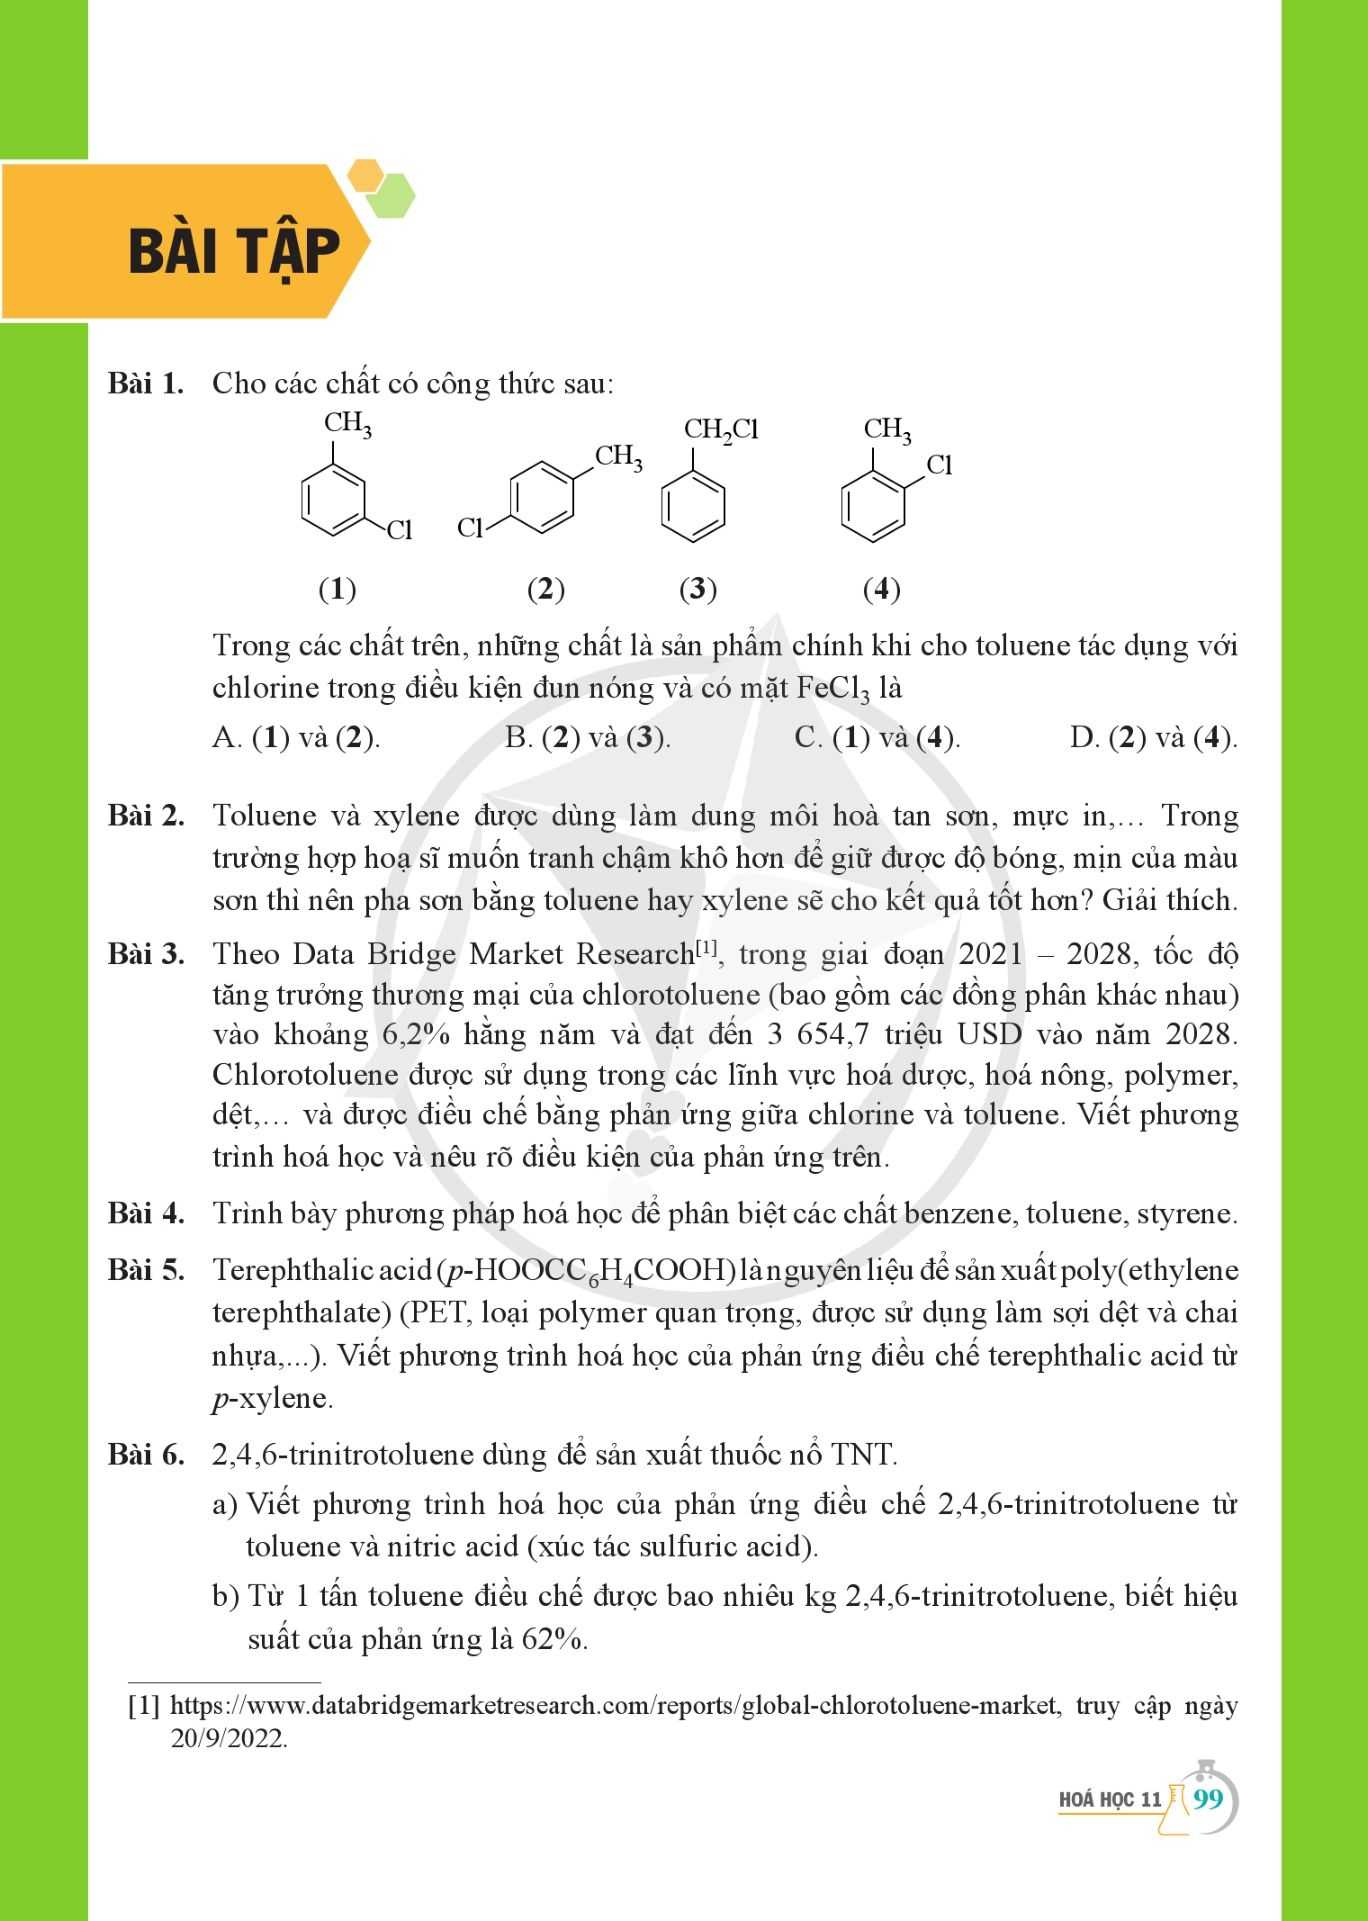 BÀI TẬP
Bài 1. Cho các chất có công thức sau:
CH₃ CH₃ CH₂Cl CH₃
Cl Cl Cl
(1) (2) (3) (4)
Trong các chất trên, những chất là sản phẩm chính khi cho toluene tác dụng với
chlorine trong điều kiện đun nóng và có mặt FeCl₃ là
A. (1) và (2). B. (2) và (3). C. (1) và (4). D. (2) và (4).
Bài 2. Toluene và xylene được dùng làm dung môi hoà tan sơn, mực in,... Trong
trường hợp hoạ sĩ muốn tranh chậm khô hơn để giữ được độ bóng, mịn của màu
sơn thì nên pha sơn bằng toluene hay xylene sẽ cho kết quả tốt hơn? Giải thích.
Bài 3. Theo Data Bridge Market Research[1], trong giai đoạn 2021 – 2028, tốc độ
tăng trưởng thương mại của chlorotoluene (bao gồm các đồng phân khác nhau)
vào khoảng 6,2% hằng năm và đạt đến 3 654,7 triệu USD vào năm 2028.
Chlorotoluene được sử dụng trong các lĩnh vực hoá dược, hoá nông, polymer,
dệt,... và được điều chế bằng phản ứng giữa chlorine và toluene. Viết phương
trình hoá học và nêu rõ điều kiện của phản ứng trên.
Bài 4. Trình bày phương pháp hoá học để phân biệt các chất benzene, toluene, styrene.
Bài 5. Terephthalic acid (p-HOOCC₆H₄COOH) là nguyên liệu để sản xuất poly(ethylene
terephthalate) (PET, loại polymer quan trọng, được sử dụng làm sợi dệt và chai
nhựa,...). Viết phương trình hoá học của phản ứng điều chế terephthalic acid từ
p-xylene.
Bài 6. 2,4,6-trinitrotoluene dùng để sản xuất thuốc nổ TNT.
a) Viết phương trình hoá học của phản ứng điều chế 2,4,6-trinitrotoluene từ
toluene và nitric acid (xúc tác sulfuric acid).
b) Từ 1 tấn toluene điều chế được bao nhiêu kg 2,4,6-trinitrotoluene, biết hiệu
suất của phản ứng là 62%.
[1] https://www.databridgemarketresearch.com/reports/global-chlorotoluene-market, truy cập ngày
20/9/2022.
HOÁ HỌC 11 99